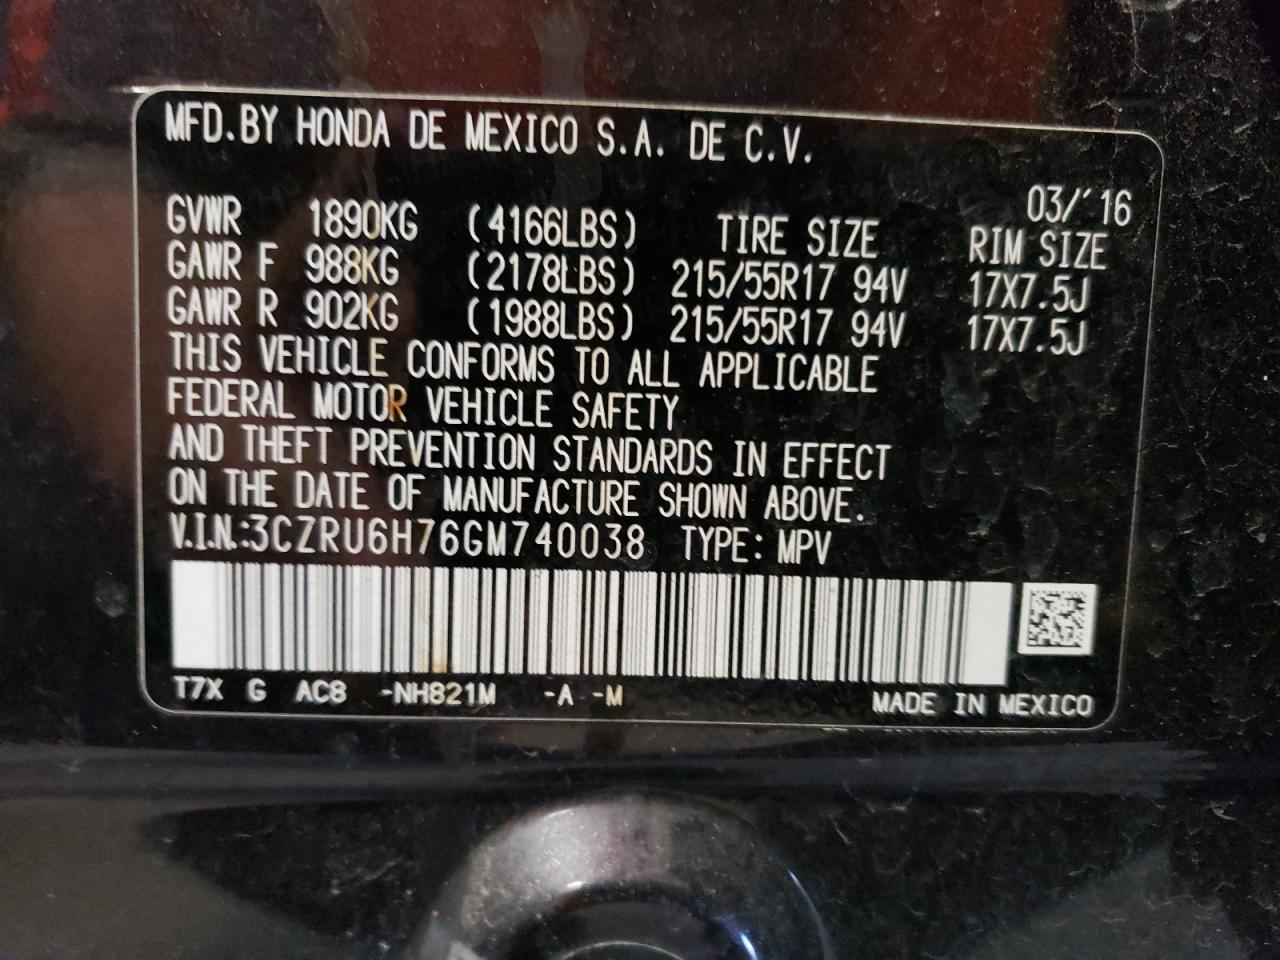 MFD.BY HONDA DE MEXICO S.A. DE C.V.
03/'16
GVWR 1890KG (4166LBS) TIRE SIZE RIM SIZE
GAWR F 988KG (2178LBS) 215/55R17 94V 17X7.5J
GAWR R 902KG (1988LBS) 215/55R17 94V 17X7.5J
THIS VEHICLE CONFORMS TO ALL APPLICABLE
FEDERAL MOTOR VEHICLE SAFETY
AND THEFT PREVENTION STANDARDS IN EFFECT
ON THE DATE OF MANUFACTURE SHOWN ABOVE.
V.I.N.:3CZRU6H76GM740038 TYPE: MPV
T7X G AC8 -NH821M -A -M MADE IN MEXICO